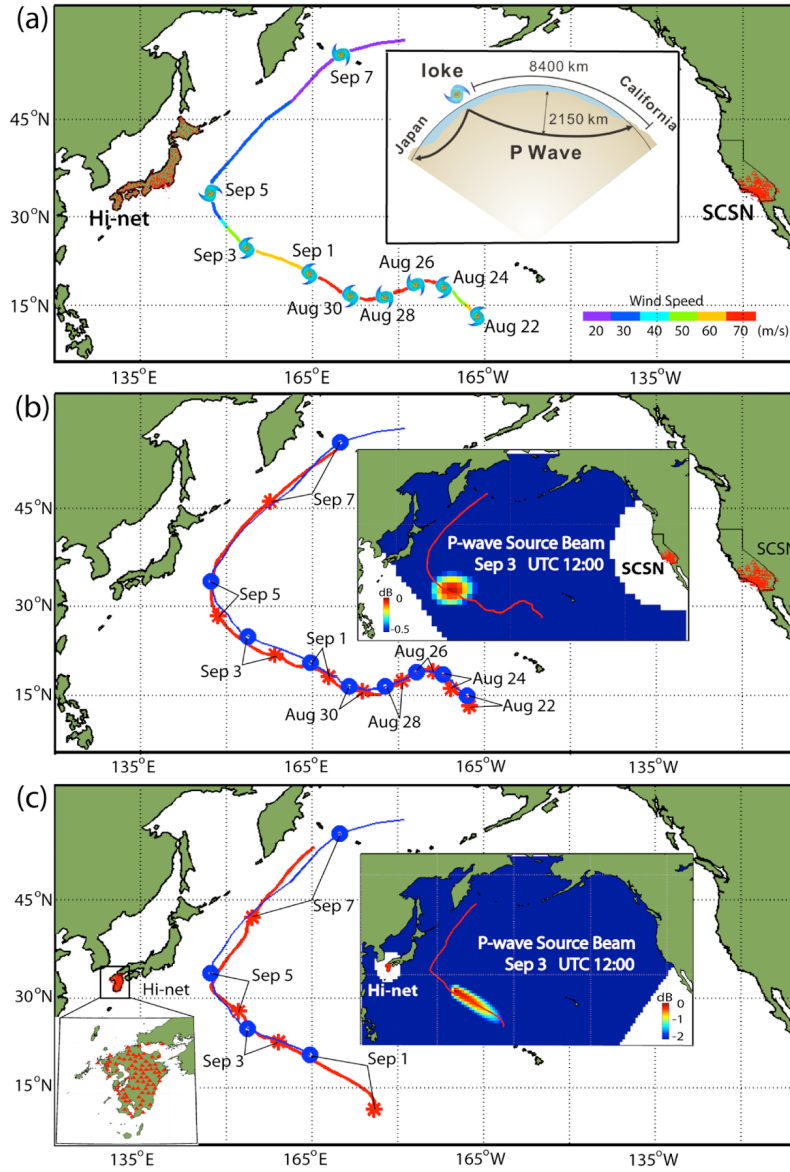 (a)
Sep 7
Ioke
8400 km
California
2150 km
Japan
P Wave
45°N
Sep 5
Hi-net
SCSN
30°N
Sep 3
Sep 1
Aug 26
Aug 24
Aug 30
Aug 28
Aug 22
15°N
Wind Speed
20 30 40 50 60 70 (m/s)
135°E 165°E 165°W 135°W
(b)
45°N
Sep 7
P-wave Source Beam
Sep 3 UTC 12:00
SCSN
SCSN
dB
0
-0.5
Sep 5
30°N
Sep 1
Sep 3
Aug 26
Aug 24
15°N
Aug 30
Aug 28
Aug 22
135°E 165°E 165°W 135°W
(c)
45°N
Sep 7
P-wave Source Beam
Sep 3 UTC 12:00
Hi-net
dB
0
-1
-2
Sep 5
Hi-net
30°N
Sep 3
Sep 1
15°N
135°E 165°E 165°W 135°W